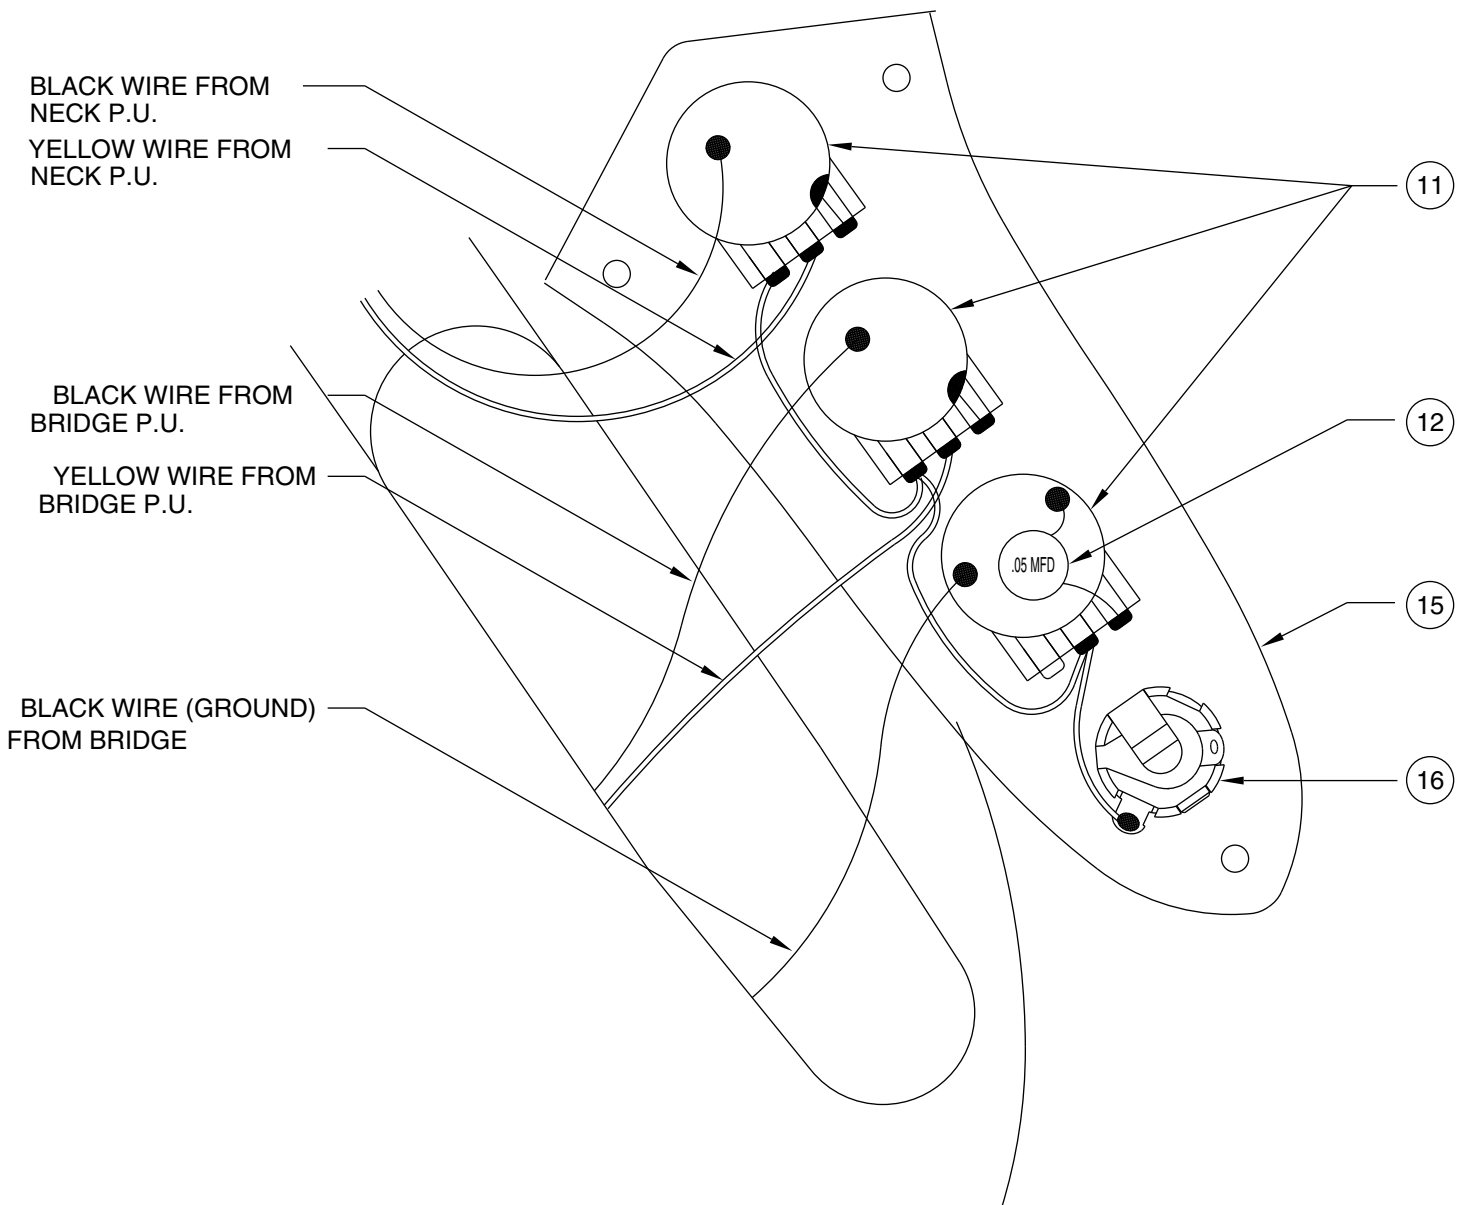 BLACK WIRE FROM
NECK P.U.
YELLOW WIRE FROM
NECK P.U.
BLACK WIRE FROM
BRIDGE P.U.
YELLOW WIRE FROM
BRIDGE P.U.
BLACK WIRE (GROUND)
FROM BRIDGE
.05 MFD
11
12
15
16